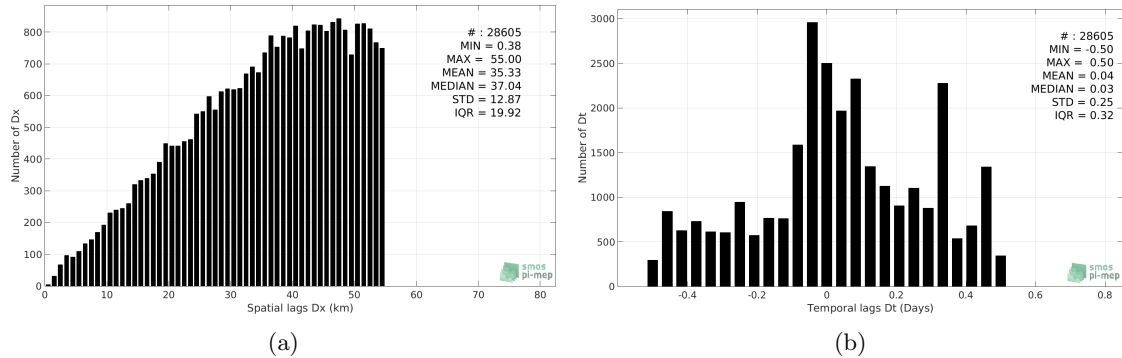 800
700
600
500
400
300
200
100
0
Number of Dx
# : 28605
MIN = 0.38
MAX = 55.00
MEAN = 35.33
MEDIAN = 37.04
STD = 12.87
IQR = 19.92
smos
pi-mep
0 10 20 30 40 50 60 70 80
Spatial lags Dx (km)
(a)
3000
2500
2000
1500
1000
500
0
Number of Dt
# : 28605
MIN = -0.50
MAX = 0.50
MEAN = 0.04
MEDIAN = 0.03
STD = 0.25
IQR = 0.32
smos
pi-mep
-0.4 -0.2 0 0.2 0.4 0.6 0.8
Temporal lags Dt (Days)
(b)